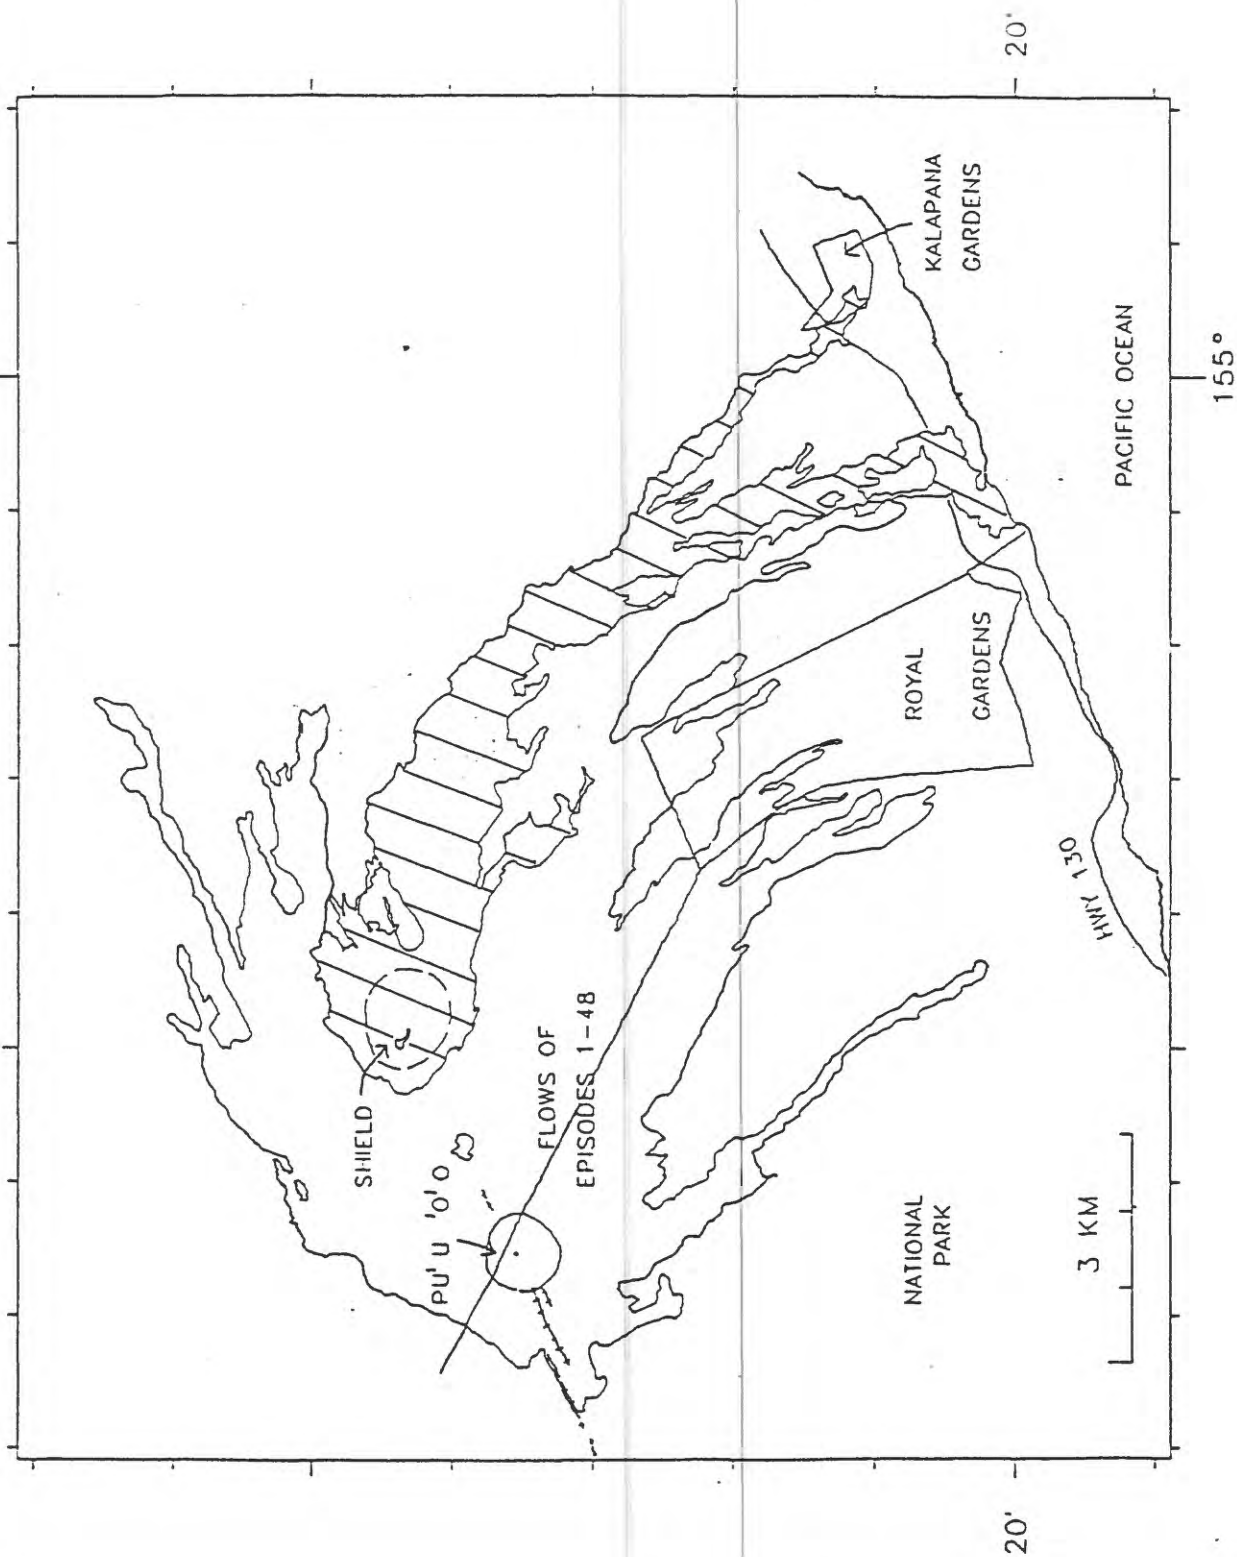 PU'U 'O'O
SHIELD
FLOWS OF
EPISODES 1-48
ROYAL
GARDENS
KALAPANA
GARDENS
NATIONAL
PARK
HWY 130
PACIFIC OCEAN
3 KM
20'
20'
155°